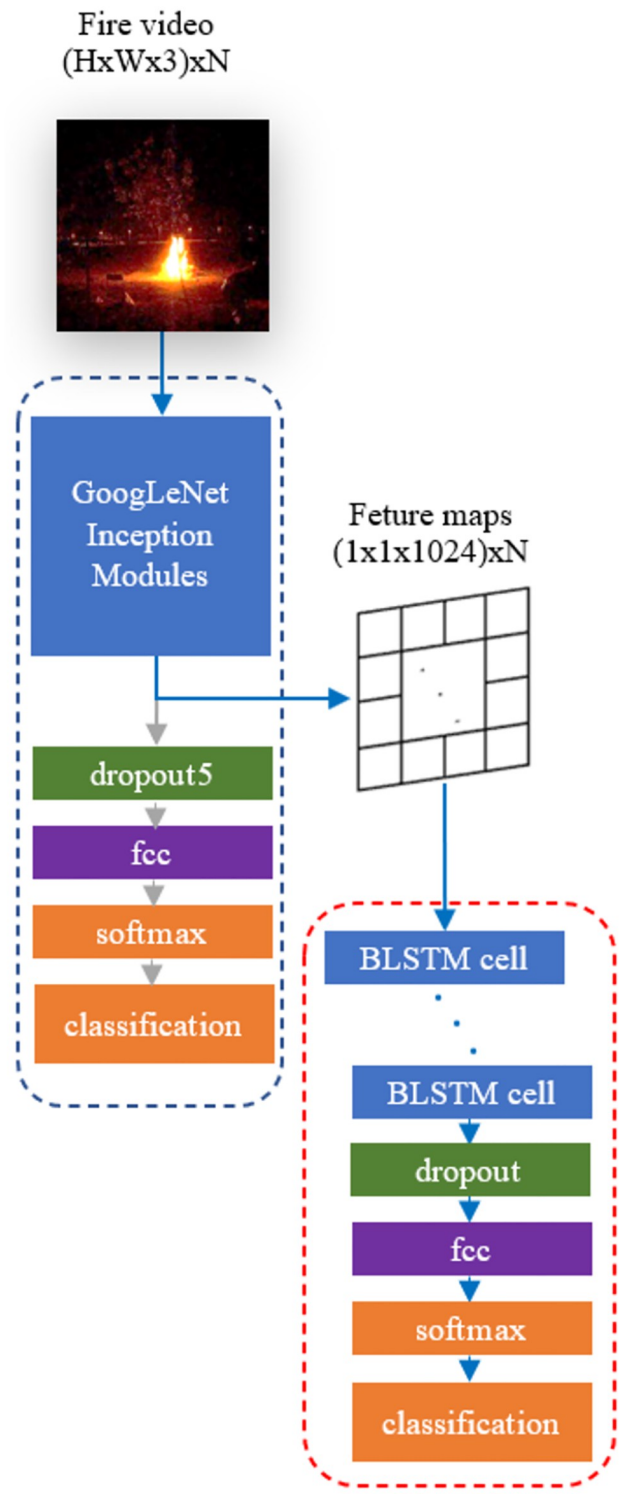 Fire video
(HxWx3)xN
GoogLeNet
Inception
Modules
dropout5
fcc
softmax
classification
Feture maps
(1x1x1024)xN
BLSTM cell
BLSTM cell
dropout
fcc
softmax
classification